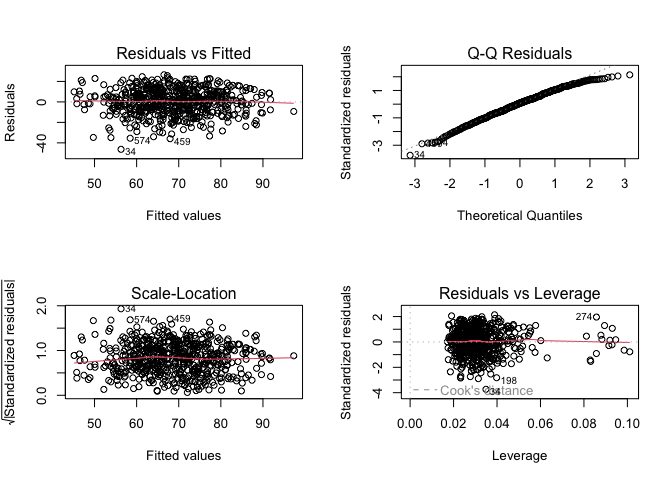 Residuals vs Fitted
Residuals
0
-40
574
459
34
50 60 70 80 90
Fitted values
Q-Q Residuals
Standardized residuals
1
-1
-3
34
-3 -2 -1 0 1 2 3
Theoretical Quantiles
Scale-Location
√|Standardized residuals|
2.0
1.0
0.0
34
574
459
50 60 70 80 90
Fitted values
Residuals vs Leverage
Standardized residuals
2
0
-2
-4
274
198
34
Cook's distance
0.00 0.02 0.04 0.06 0.08 0.10
Leverage